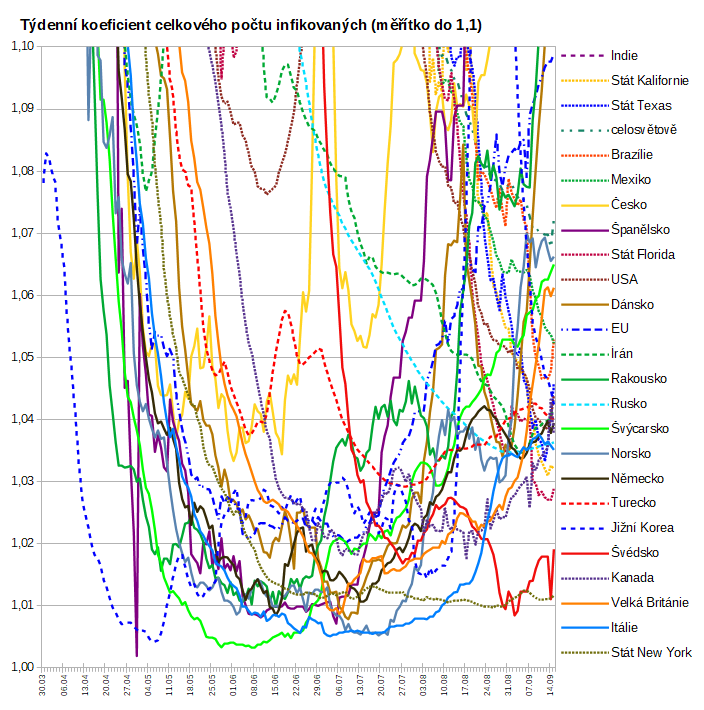 Týdenní koeficient celkového počtu infikovaných (měřítko do 1,1)
1,10
1,09
1,08
1,07
1,06
1,05
1,04
1,03
1,02
1,01
1,00
30.03
06.04
13.04
20.04
27.04
04.05
11.05
18.05
25.05
01.06
08.06
15.06
22.06
29.06
06.07
13.07
20.07
27.07
03.08
10.08
17.08
24.08
31.08
07.09
14.09
Indie
Stát Kalifornie
Stát Texas
celosvětově
Brazílie
Mexiko
Česko
Španělsko
Stát Florida
USA
Dánsko
EU
Írán
Rakousko
Rusko
Švýcarsko
Norsko
Německo
Turecko
Jižní Korea
Švédsko
Kanada
Velká Británie
Itálie
Stát New York